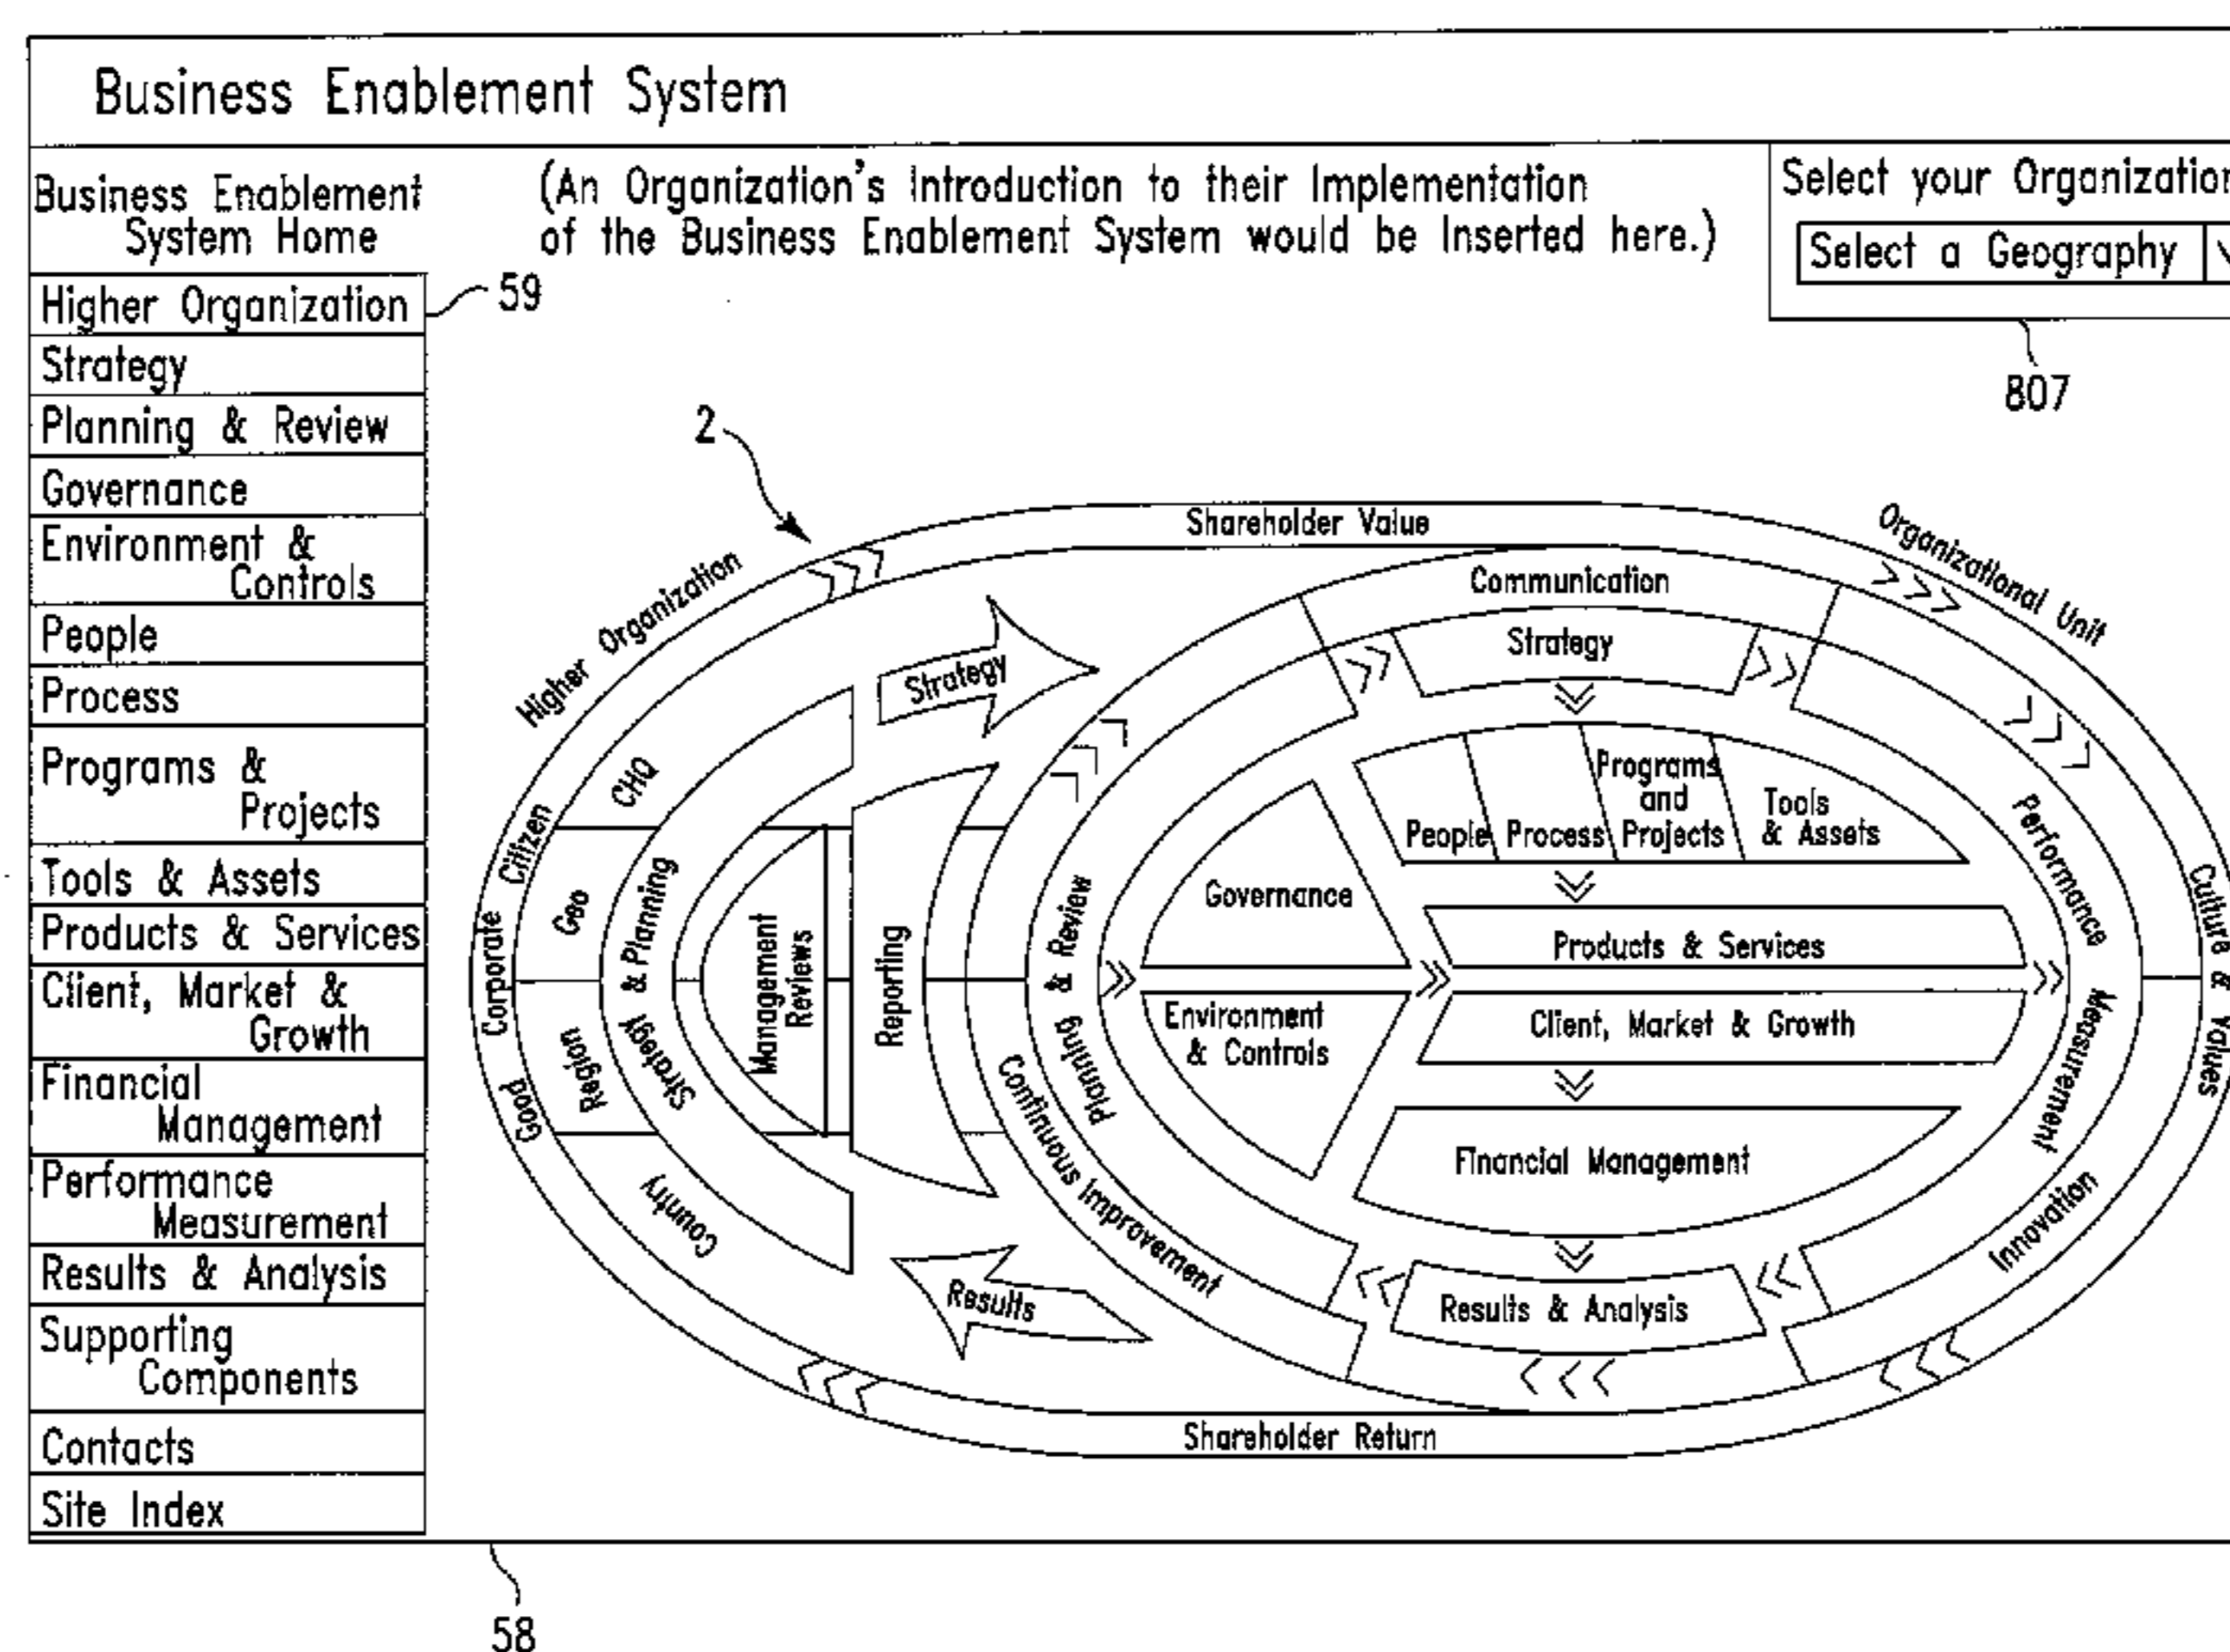 Business Enablement System
Business Enablement
System Home
(An Organization's Introduction to their Implementation
of the Business Enablement System would be Inserted here.)
Select your Organization
Select a Geography
807
59
Higher Organization
Strategy
Planning & Review
Governance
Environment &
Controls
People
Process
Programs &
Projects
Tools & Assets
Products & Services
Client, Market &
Growth
Financial
Management
Performance
Measurement
Results & Analysis
Supporting
Components
Contacts
Site Index
58
2
Higher Organization
Shareholder Value
Organizational Unit
Good Corporate Citizen
CHQ
Geo
Region
Country
Strategy & Planning
Management
Reviews
Reporting
Strategy
Results
Communication
Strategy
Planning & Review
Continuous Improvement
Governance
Environment
& Controls
People
Process
Programs
and
Projects
Tools
& Assets
Products & Services
Client, Market & Growth
Financial Management
Results & Analysis
Performance Measurement
Innovation
Culture & Values
Shareholder Return